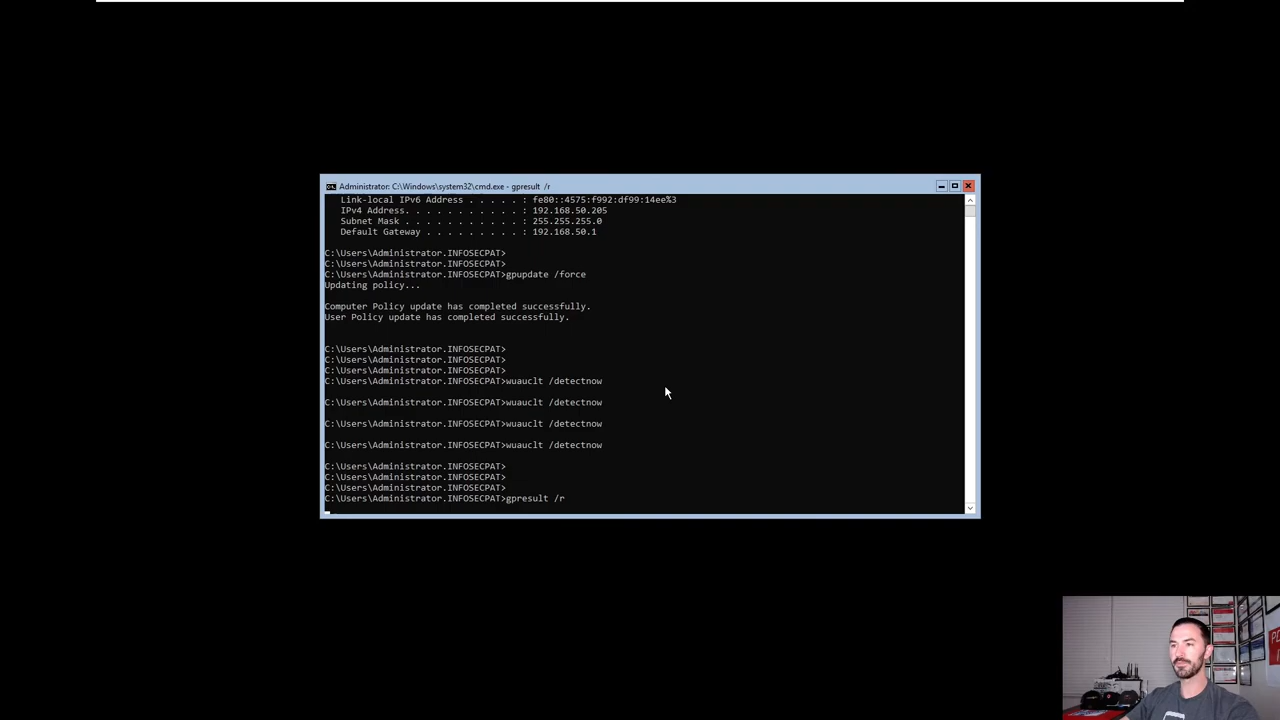 Administrator: C:\Windows\system32\cmd.exe - gpresult /r
Link-local IPv6 Address . . . . . : fe80::4575:f992:df99:14ee%3
IPv4 Address. . . . . . . . . . . : 192.168.50.205
Subnet Mask . . . . . . . . . . . : 255.255.255.0
Default Gateway . . . . . . . . . : 192.168.50.1
C:\Users\Administrator.INFOSECPAT>
C:\Users\Administrator.INFOSECPAT>
C:\Users\Administrator.INFOSECPAT>gpupdate /force
Updating policy...
Computer Policy update has completed successfully.
User Policy update has completed successfully.
C:\Users\Administrator.INFOSECPAT>
C:\Users\Administrator.INFOSECPAT>
C:\Users\Administrator.INFOSECPAT>
C:\Users\Administrator.INFOSECPAT>wuauclt /detectnow
C:\Users\Administrator.INFOSECPAT>wuauclt /detectnow
C:\Users\Administrator.INFOSECPAT>wuauclt /detectnow
C:\Users\Administrator.INFOSECPAT>wuauclt /detectnow
C:\Users\Administrator.INFOSECPAT>
C:\Users\Administrator.INFOSECPAT>
C:\Users\Administrator.INFOSECPAT>
C:\Users\Administrator.INFOSECPAT>gpresult /r